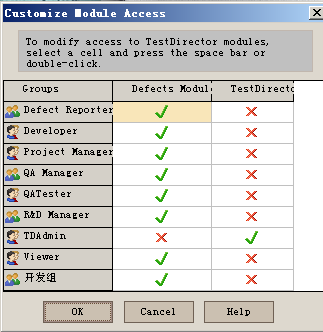 Customize Module Access
To modify access to TestDirector modules,
select a cell and press the space bar or
double-click.
Groups Defects Modul TestDirecto
Defect Reporter
Developer
Project Manager
QA Manager
QATester
R&D Manager
TDAdmin
Viewer
开发组
OK Cancel Help